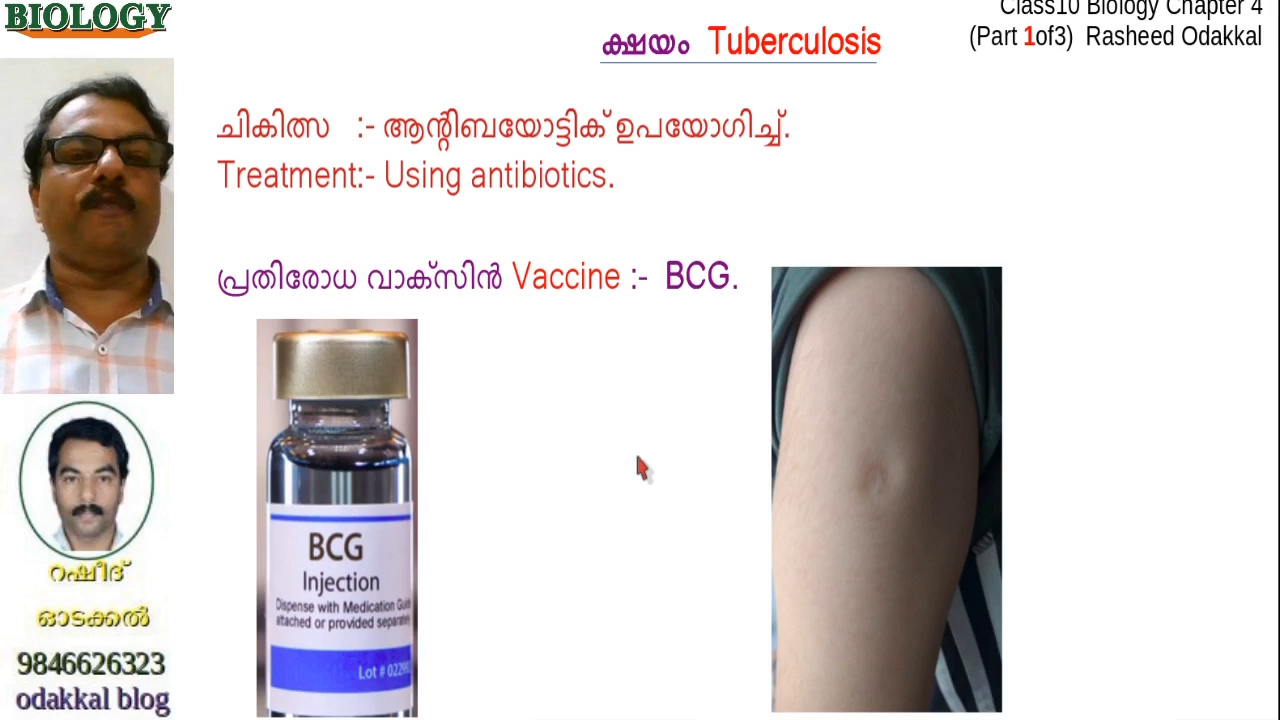 BIOLOGY
ക്ഷയം Tuberculosis
Class10 Biology Chapter 4
(Part 1of3) Rasheed Odakkal
ചികിത്സ :- ആന്റിബയോട്ടിക് ഉപയോഗിച്ച്.
Treatment:- Using antibiotics.
പ്രതിരോധ വാക്സിൻ Vaccine :- BCG.
BCG
Injection
Dispense with Medication
attached or provided separately
Lot #
റഷീദ്
ഓടക്കൽ
9846626323
odakkal blog